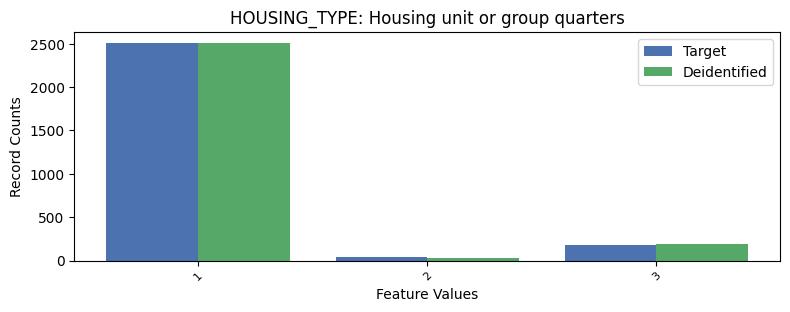 HOUSING_TYPE: Housing unit or group quarters
Target
Deidentified
Record Counts
2500
2000
1500
1000
500
0
1
2
3
Feature Values